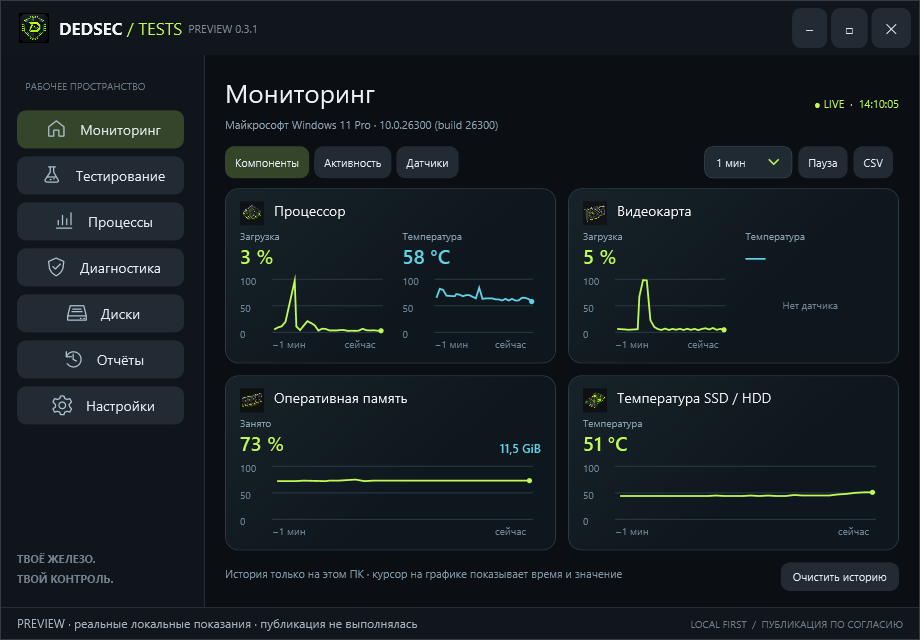 DEDSEC / TESTS PREVIEW 0.3.1
РАБОЧЕЕ ПРОСТРАНСТВО
Мониторинг
Тестирование
Процессы
Диагностика
Диски
Отчёты
Настройки
ТВОЁ ЖЕЛЕЗО.
ТВОЙ КОНТРОЛЬ.
Мониторинг
● LIVE · 14:10:05
Майкрософт Windows 11 Pro · 10.0.26300 (build 26300)
Компоненты Активность Датчики 1 мин Пауза CSV
Процессор
Загрузка Температура
3 % 58 °C
100 100
50 50
0 0
−1 мин сейчас −1 мин сейчас
Видеокарта
Загрузка Температура
5 % —
100
50 Нет датчика
0
−1 мин сейчас
Оперативная память
Занято
73 % 11,5 GiB
100
50
0
−1 мин сейчас
Температура SSD / HDD
Температура
51 °C
100
50
0
−1 мин сейчас
История только на этом ПК · курсор на графике показывает время и значение
Очистить историю
PREVIEW · реальные локальные показания · публикация не выполнялась
LOCAL FIRST / ПУБЛИКАЦИЯ ПО СОГЛАСИЮ